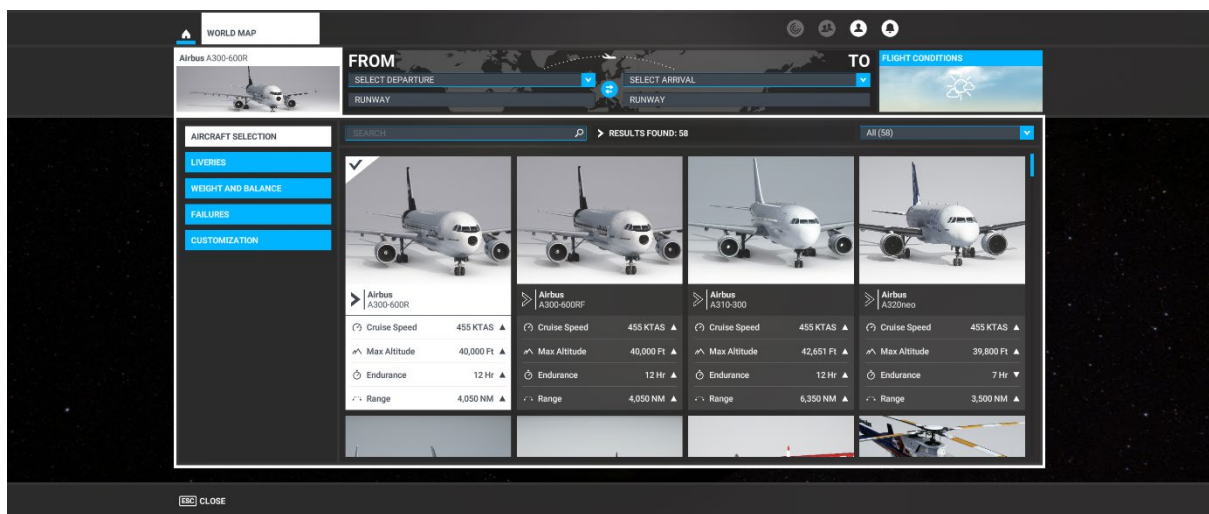 WORLD MAP
Airbus A300-600R
FROM
TO
SELECT DEPARTURE
SELECT ARRIVAL
RUNWAY
RUNWAY
FLIGHT CONDITIONS
AIRCRAFT SELECTION
LIVERIES
WEIGHT AND BALANCE
FAILURES
CUSTOMIZATION
SEARCH
RESULTS FOUND: 58
All (58)
Airbus
A300-600R
Cruise Speed 455 KTAS
Max Altitude 40,000 Ft
Endurance 12 Hr
Range 4,050 NM
Airbus
A300-600RF
Cruise Speed 455 KTAS
Max Altitude 40,000 Ft
Endurance 12 Hr
Range 4,050 NM
Airbus
A310-300
Cruise Speed 455 KTAS
Max Altitude 42,651 Ft
Endurance 12 Hr
Range 6,350 NM
Airbus
A320neo
Cruise Speed 455 KTAS
Max Altitude 39,800 Ft
Endurance 7 Hr
Range 3,500 NM
ESC CLOSE